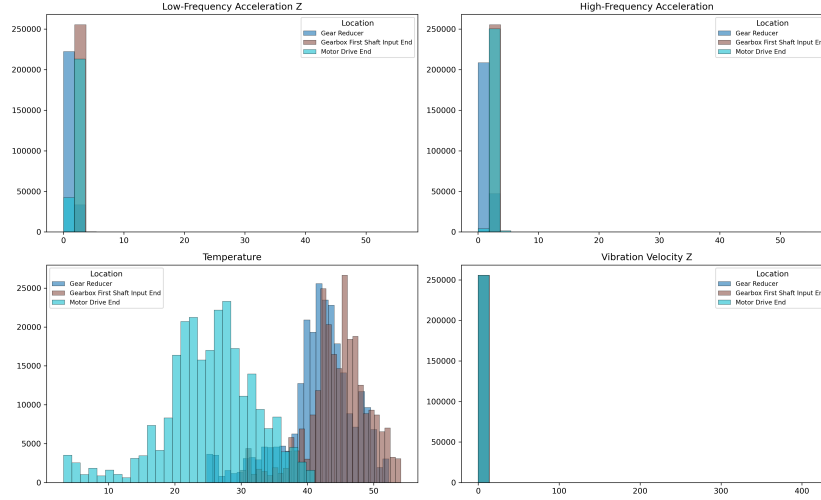 Low-Frequency Acceleration Z
250000
200000
150000
100000
50000
0
0 10 20 30 40 50
Location
Gear Reducer
Gearbox First Shaft Input End
Motor Drive End
High-Frequency Acceleration
250000
200000
150000
100000
50000
0
0 10 20 30 40 50
Location
Gear Reducer
Gearbox First Shaft Input En
Motor Drive End
Temperature
25000
20000
15000
10000
5000
0
10 20 30 40 50
Location
Gear Reducer
Gearbox First Shaft Input End
Motor Drive End
Vibration Velocity Z
250000
200000
150000
100000
50000
0
0 100 200 300 400
Location
Gear Reducer
Gearbox First Shaft Input En
Motor Drive End